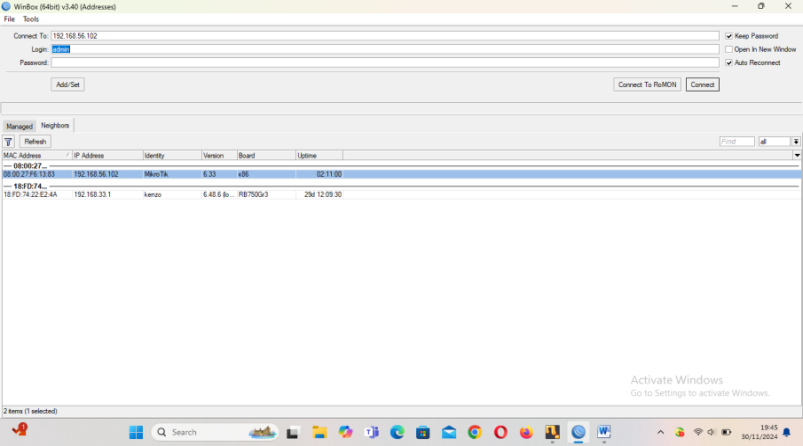 WinBox (64bit) v3.40 (Addresses)
File Tools
Connect To: 192.168.56.102
Keep Password
Login: admin
Open In New Window
Password:
Auto Reconnect
Add/Set
Connect To RoMON
Connect
Managed Neighbors
Refresh
Find
all
MAC Address IP Address Identity Version Board Uptime
08:00:27...
08:00:27:F6:13:83 192.168.56.102 MikroTik 6.33 x86 02:11:00
18:FD:74...
18:FD:74:22:E2:4A 192.168.33.1 kenzo 6.48.6 (lo... RB750Gr3 29d 12:09:30
Activate Windows
Go to Settings to activate Windows.
2 items (1 selected)
Search
19:45
30/11/2024